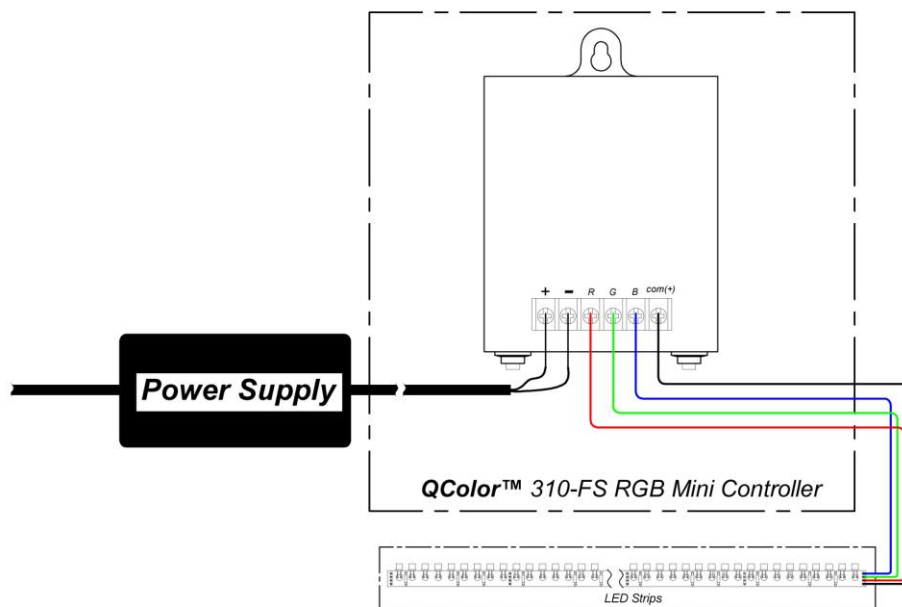 + - R G B com(+)
Power Supply
QColor™ 310-FS RGB Mini Controller
LED Strips